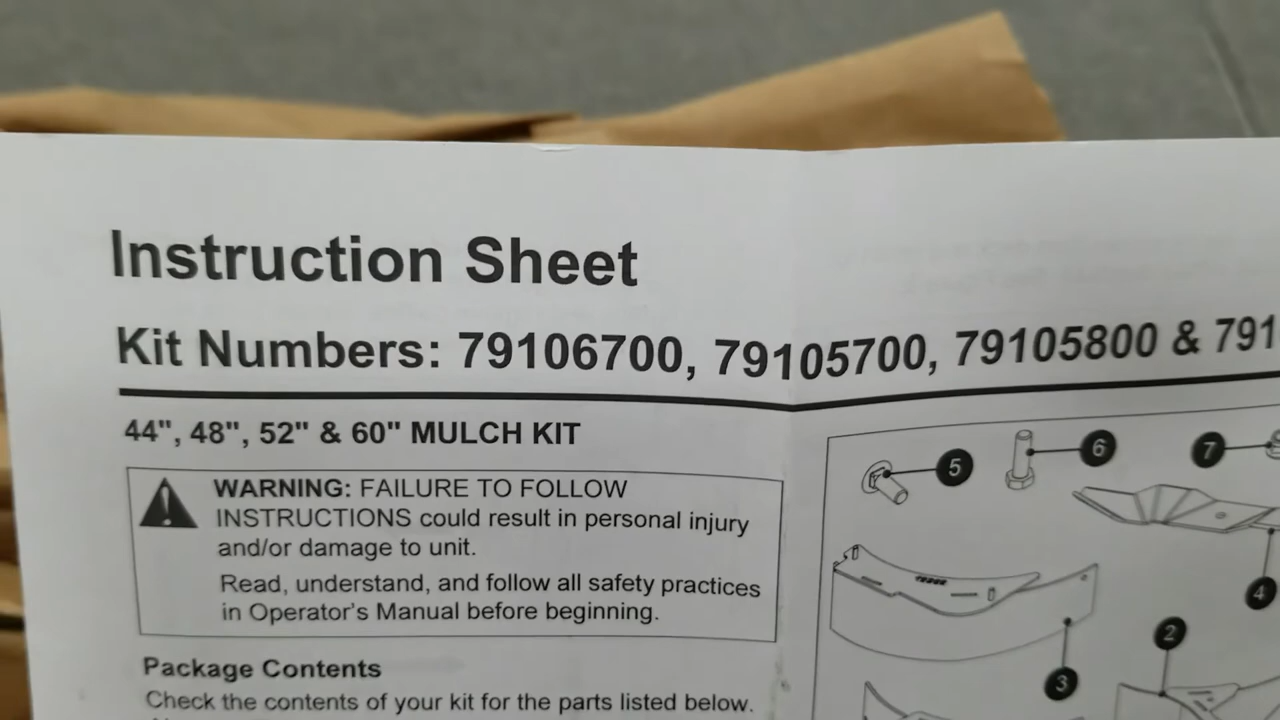 Instruction Sheet
Kit Numbers: 79106700, 79105700, 79105800 & 791
44", 48", 52" & 60" MULCH KIT
WARNING: FAILURE TO FOLLOW
INSTRUCTIONS could result in personal injury
and/or damage to unit.
Read, understand, and follow all safety practices
in Operator's Manual before beginning.
Package Contents
Check the contents of your kit for the parts listed below.
5
6
7
4
2
3